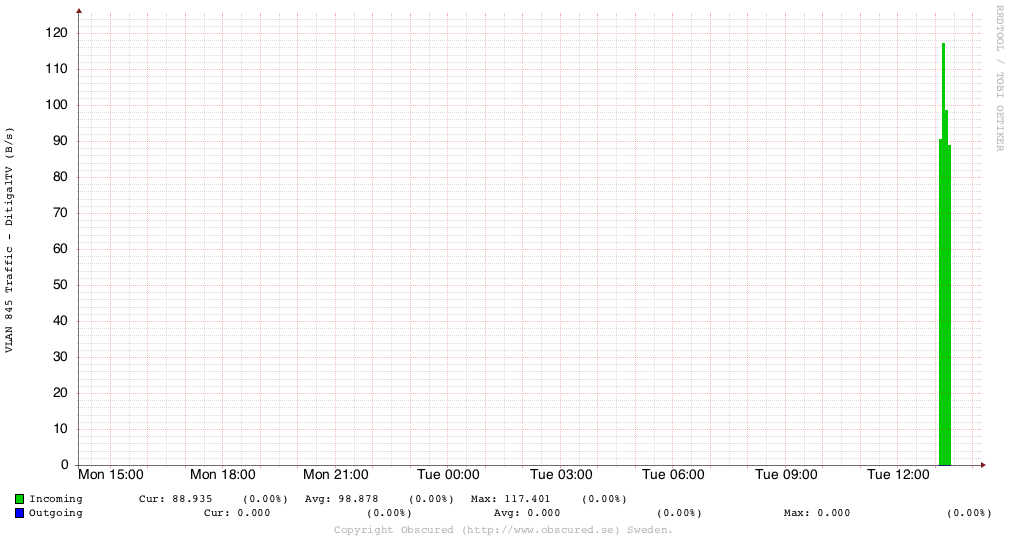 RRDTOOL / TOBI OETIKER
VLAN 845 Traffic - DitigalTV (B/s)
120
110
100
90
80
70
60
50
40
30
20
10
0
Mon 15:00 Mon 18:00 Mon 21:00 Tue 00:00 Tue 03:00 Tue 06:00 Tue 09:00 Tue 12:00
Incoming Cur: 88.935 (0.00%) Avg: 98.878 (0.00%) Max: 117.401 (0.00%)
Outgoing Cur: 0.000 (0.00%) Avg: 0.000 (0.00%) Max: 0.000 (0.00%)
Copyright Obscured (http://www.obscured.se) Sweden.